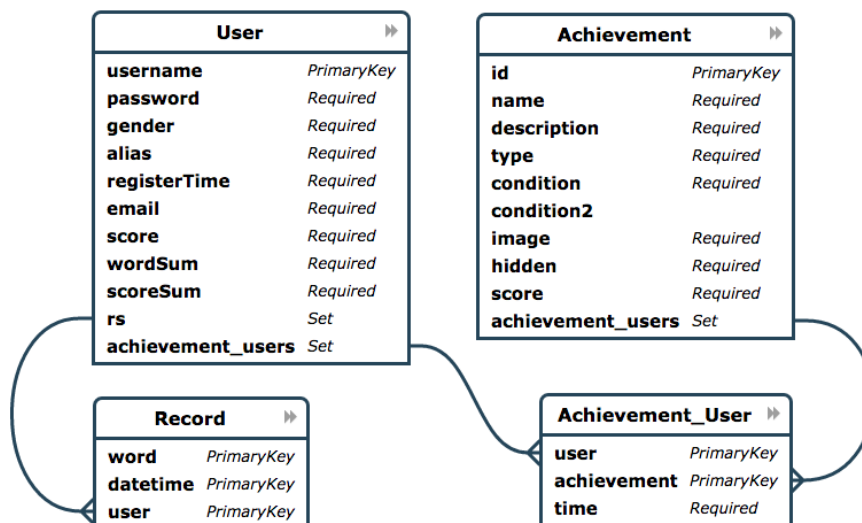 User
username PrimaryKey
password Required
gender Required
alias Required
registerTime Required
email Required
score Required
wordSum Required
scoreSum Required
rs Set
achievement_users Set
Achievement
id PrimaryKey
name Required
description Required
type Required
condition Required
condition2
image Required
hidden Required
score Required
achievement_users Set
Record
word PrimaryKey
datetime PrimaryKey
user PrimaryKey
Achievement_User
user PrimaryKey
achievement PrimaryKey
time Required